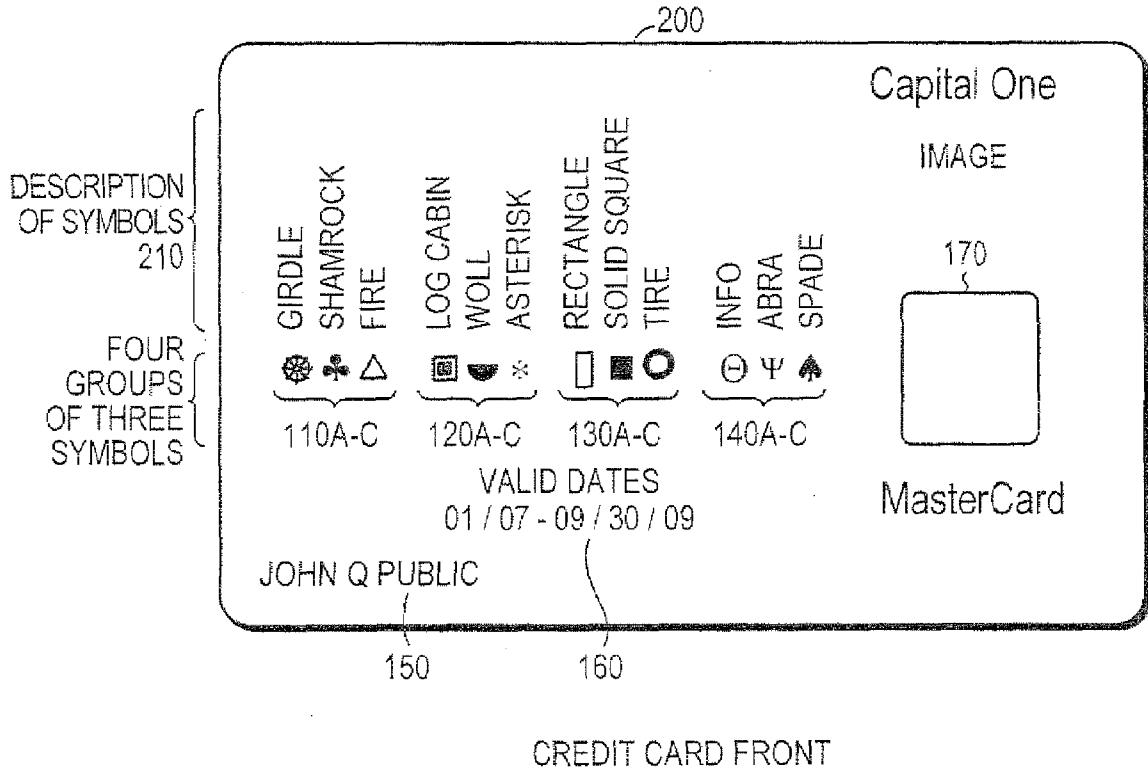 200
Capital One
IMAGE
DESCRIPTION
OF SYMBOLS
210
GIRDLE
SHAMROCK
FIRE
LOG CABIN
WOLL
ASTERISK
RECTANGLE
SOLID SQUARE
TIRE
INFO
ABRA
SPADE
170
FOUR
GROUPS
OF THREE
SYMBOLS
Θ Ψ
110A-C 120A-C 130A-C 140A-C
VALID DATES
01 / 07 - 09 / 30 / 09
MasterCard
JOHN Q PUBLIC
150 160
CREDIT CARD FRONT